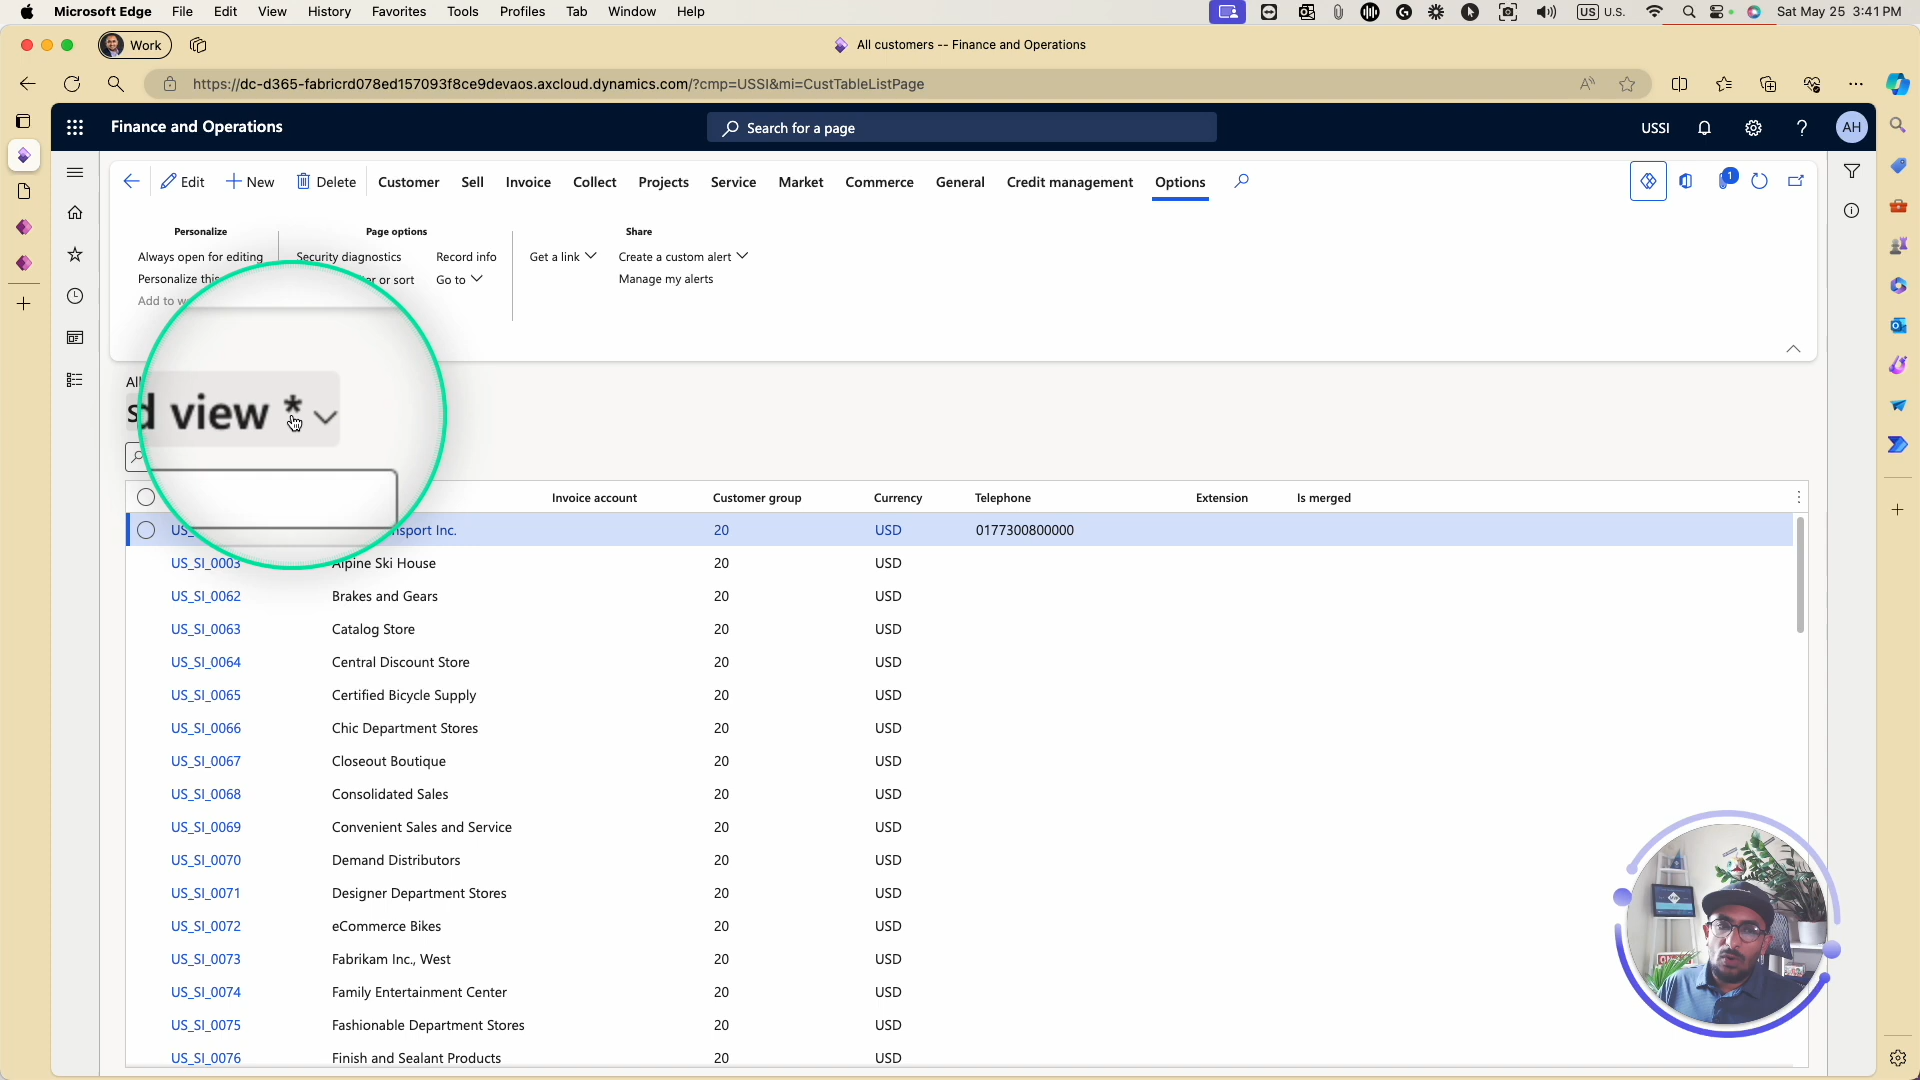 Microsoft Edge File Edit View History Favorites Tools Profiles Tab Window Help US U.S. Sat May 25 3:41 PM
Work All customers -- Finance and Operations
https://dc-d365-fabricrd078ed157093f8ce9devaos.axcloud.dynamics.com/?cmp=USSI&mi=CustTableListPage
Finance and Operations Search for a page USSI AH
Edit New Delete Customer Sell Invoice Collect Projects Service Market Commerce General Credit management Options 1
Personalize Page options Share
Always open for editing Security diagnostics Record info Get a link Create a custom alert
Personalize this or sort Go to Manage my alerts
Add to
All
d view *
Invoice account Customer group Currency Telephone Extension Is merged
US_ nsport Inc. 20 USD 0177300800000
US_SI_0003 Alpine Ski House 20 USD
US_SI_0062 Brakes and Gears 20 USD
US_SI_0063 Catalog Store 20 USD
US_SI_0064 Central Discount Store 20 USD
US_SI_0065 Certified Bicycle Supply 20 USD
US_SI_0066 Chic Department Stores 20 USD
US_SI_0067 Closeout Boutique 20 USD
US_SI_0068 Consolidated Sales 20 USD
US_SI_0069 Convenient Sales and Service 20 USD
US_SI_0070 Demand Distributors 20 USD
US_SI_0071 Designer Department Stores 20 USD
US_SI_0072 eCommerce Bikes 20 USD
US_SI_0073 Fabrikam Inc., West 20 USD
US_SI_0074 Family Entertainment Center 20 USD
US_SI_0075 Fashionable Department Stores 20 USD
US_SI_0076 Finish and Sealant Products 20 USD